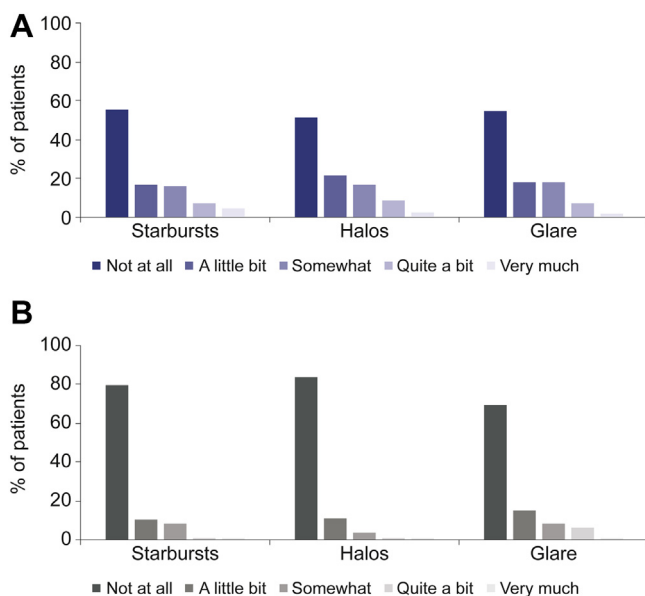 A
% of patients
100
80
60
40
20
0
Starbursts Halos Glare
Not at all A little bit Somewhat Quite a bit Very much
B
% of patients
100
80
60
40
20
0
Starbursts Halos Glare
Not at all A little bit Somewhat Quite a bit Very much